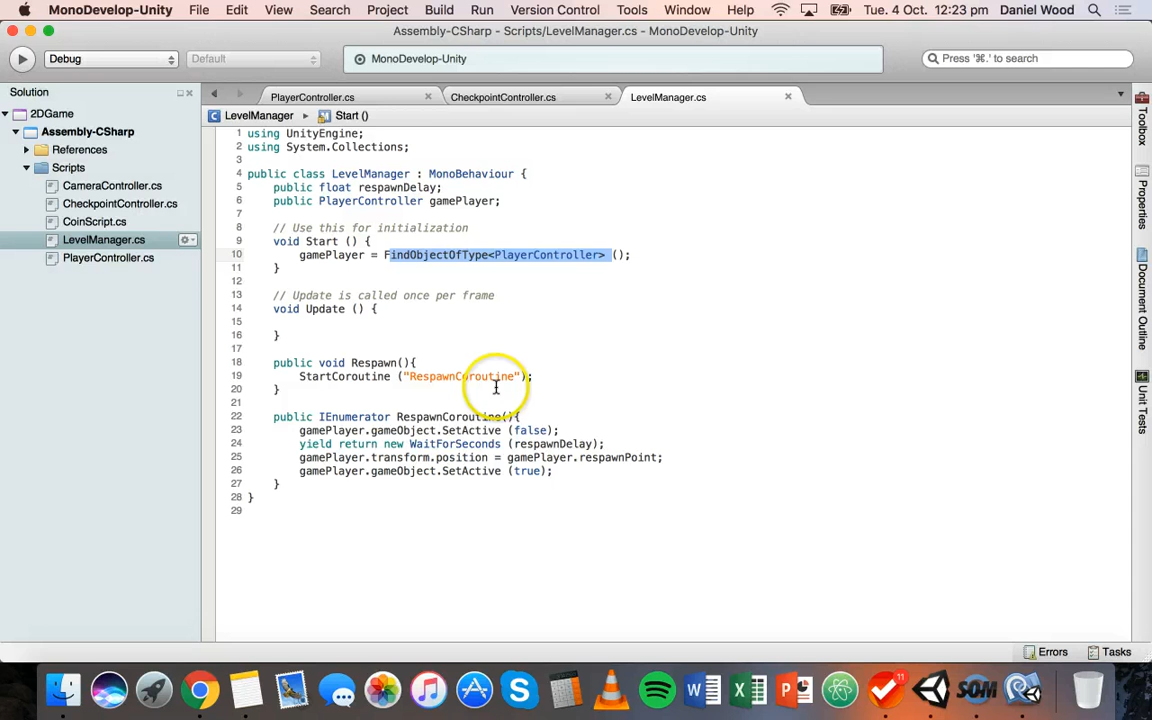 MonoDevelop-Unity File Edit View Search Project Build Run Version Control Tools Window Help Tue. 4 Oct. 12:23 pm Daniel Wood
Assembly-CSharp - Scripts/LevelManager.cs - MonoDevelop-Unity
Debug Default MonoDevelop-Unity Press '⌘.' to search
Solution
2DGame
Assembly-CSharp
References
Scripts
CameraController.cs
CheckpointController.cs
CoinScript.cs
LevelManager.cs
PlayerController.cs
PlayerController.cs CheckpointController.cs LevelManager.cs
LevelManager Start ()
1 using UnityEngine;
2 using System.Collections;
3
4 public class LevelManager : MonoBehaviour {
5 public float respawnDelay;
6 public PlayerController gamePlayer;
7
8 // Use this for initialization
9 void Start () {
10 gamePlayer = FindObjectOfType<PlayerController> ();
11 }
12
13 // Update is called once per frame
14 void Update () {
15
16 }
17
18 public void Respawn(){
19 StartCoroutine ("RespawnCoroutine");
20 }
21
22 public IEnumerator RespawnCoroutine(){
23 gamePlayer.gameObject.SetActive (false);
24 yield return new WaitForSeconds (respawnDelay);
25 gamePlayer.transform.position = gamePlayer.respawnPoint;
26 gamePlayer.gameObject.SetActive (true);
27 }
28 }
29
Toolbox
Properties
Document Outline
Unit Tests
Errors Tasks
11
SOM